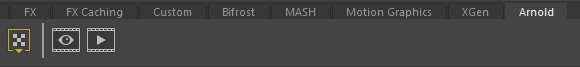 FX FX Caching Custom Bifrost MASH Motion Graphics XGen Arnold